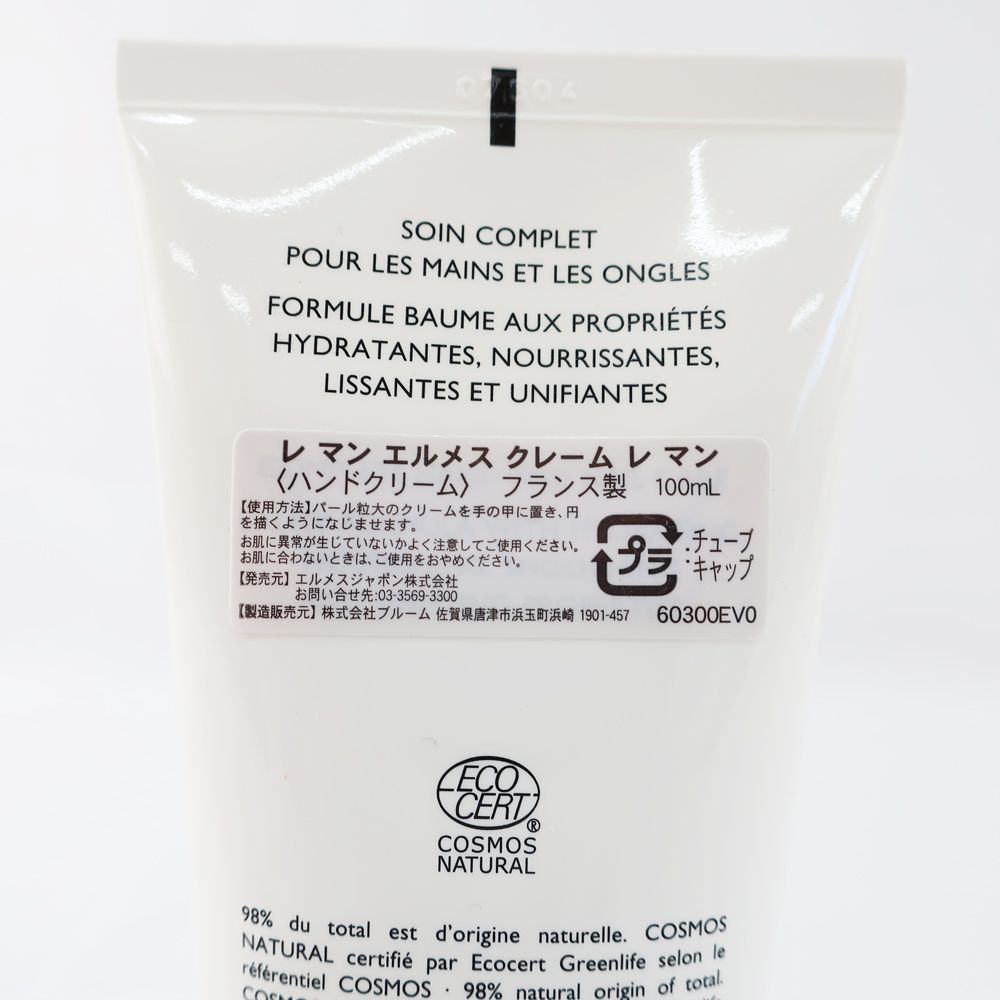 SOIN COMPLET
POUR LES MAINS ET LES ONGLES
FORMULE BAUME AUX PROPRIÉTÉS
HYDRATANTES, NOURRISSANTES,
LISSANTES ET UNIFIANTES
レ マン エルメス クレーム レ マン
〈ハンドクリーム〉 フランス製 100mL
【使用方法】パール粒大のクリームを手の甲に置き、円
を描くようになじませます。
お肌に異常が生じていないかよく注意してご使用ください。
お肌に合わないときは、ご使用をおやめください。
プラ
:チューブ
:キャップ
【発売元】エルメスジャポン株式会社
お問い合せ先:03-3569-3300
【製造販売元】株式会社ブルーム 佐賀県唐津市浜玉町浜崎 1901-457
60300EV0
ECO
CERT®
COSMOS
NATURAL
98% du total est d'origine naturelle. COSMOS
NATURAL certifié par Ecocert Greenlife selon le
référentiel COSMOS · 98% natural origin of total.